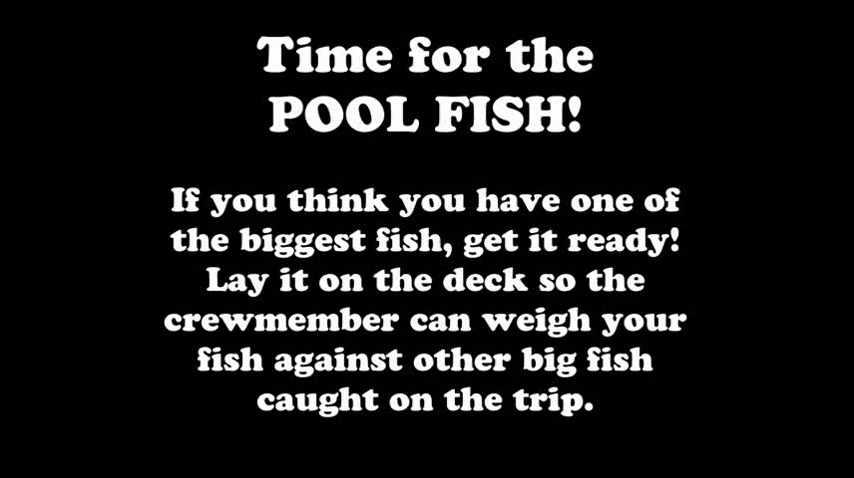 Time for the
POOL FISH!
If you think you have one of
the biggest fish, get it ready!
Lay it on the deck so the
crewmember can weigh your
fish against other big fish
caught on the trip.